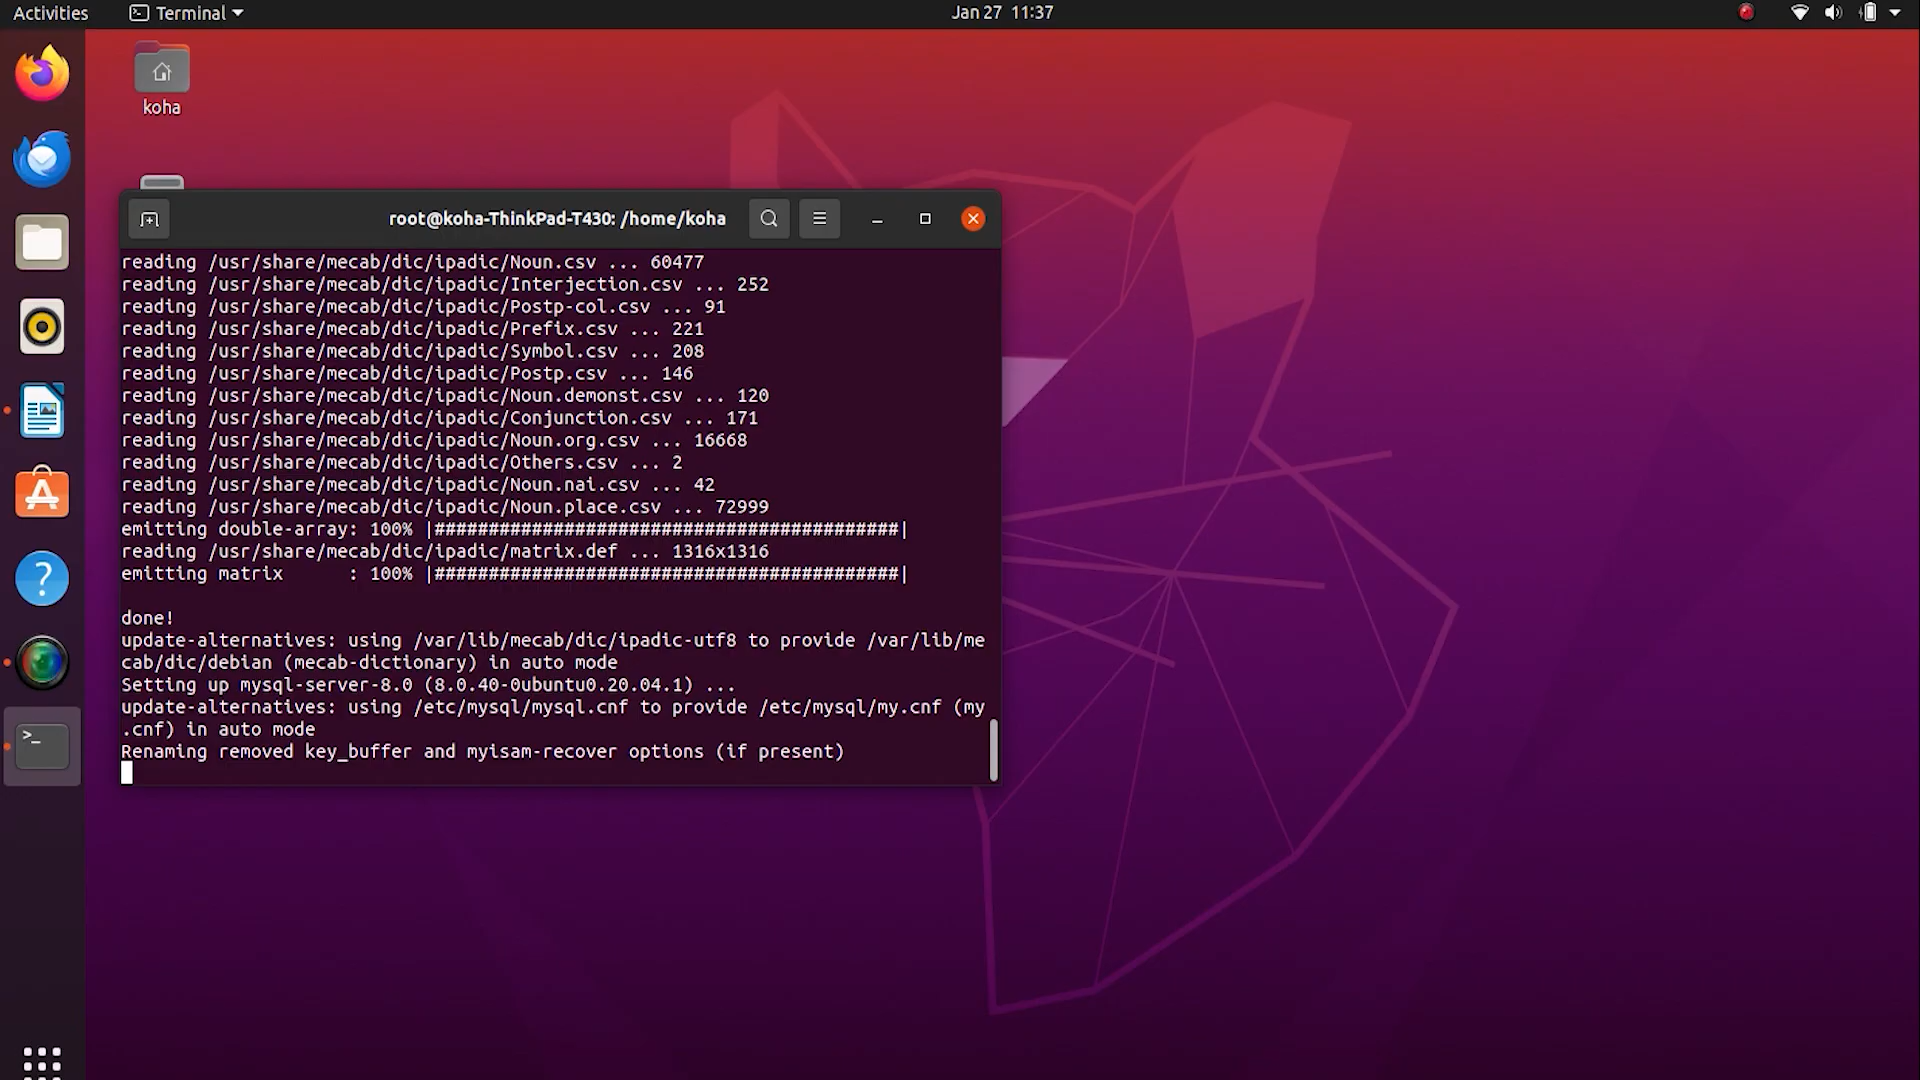 Activities
Terminal
Jan 27 11:37
koha
root@koha-ThinkPad-T430: /home/koha
reading /usr/share/mecab/dic/ipadic/Noun.csv ... 60477
reading /usr/share/mecab/dic/ipadic/Interjection.csv ... 252
reading /usr/share/mecab/dic/ipadic/Postp-col.csv ... 91
reading /usr/share/mecab/dic/ipadic/Prefix.csv ... 221
reading /usr/share/mecab/dic/ipadic/Symbol.csv ... 208
reading /usr/share/mecab/dic/ipadic/Postp.csv ... 146
reading /usr/share/mecab/dic/ipadic/Noun.demonst.csv ... 120
reading /usr/share/mecab/dic/ipadic/Conjunction.csv ... 171
reading /usr/share/mecab/dic/ipadic/Noun.org.csv ... 16668
reading /usr/share/mecab/dic/ipadic/Others.csv ... 2
reading /usr/share/mecab/dic/ipadic/Noun.nai.csv ... 42
reading /usr/share/mecab/dic/ipadic/Noun.place.csv ... 72999
emitting double-array: 100% |###########################################|
reading /usr/share/mecab/dic/ipadic/matrix.def ... 1316x1316
emitting matrix      : 100% |###########################################|
done!
update-alternatives: using /var/lib/mecab/dic/ipadic-utf8 to provide /var/lib/me
cab/dic/debian (mecab-dictionary) in auto mode
Setting up mysql-server-8.0 (8.0.40-0ubuntu0.20.04.1) ...
update-alternatives: using /etc/mysql/mysql.cnf to provide /etc/mysql/my.cnf (my
.cnf) in auto mode
Renaming removed key_buffer and myisam-recover options (if present)